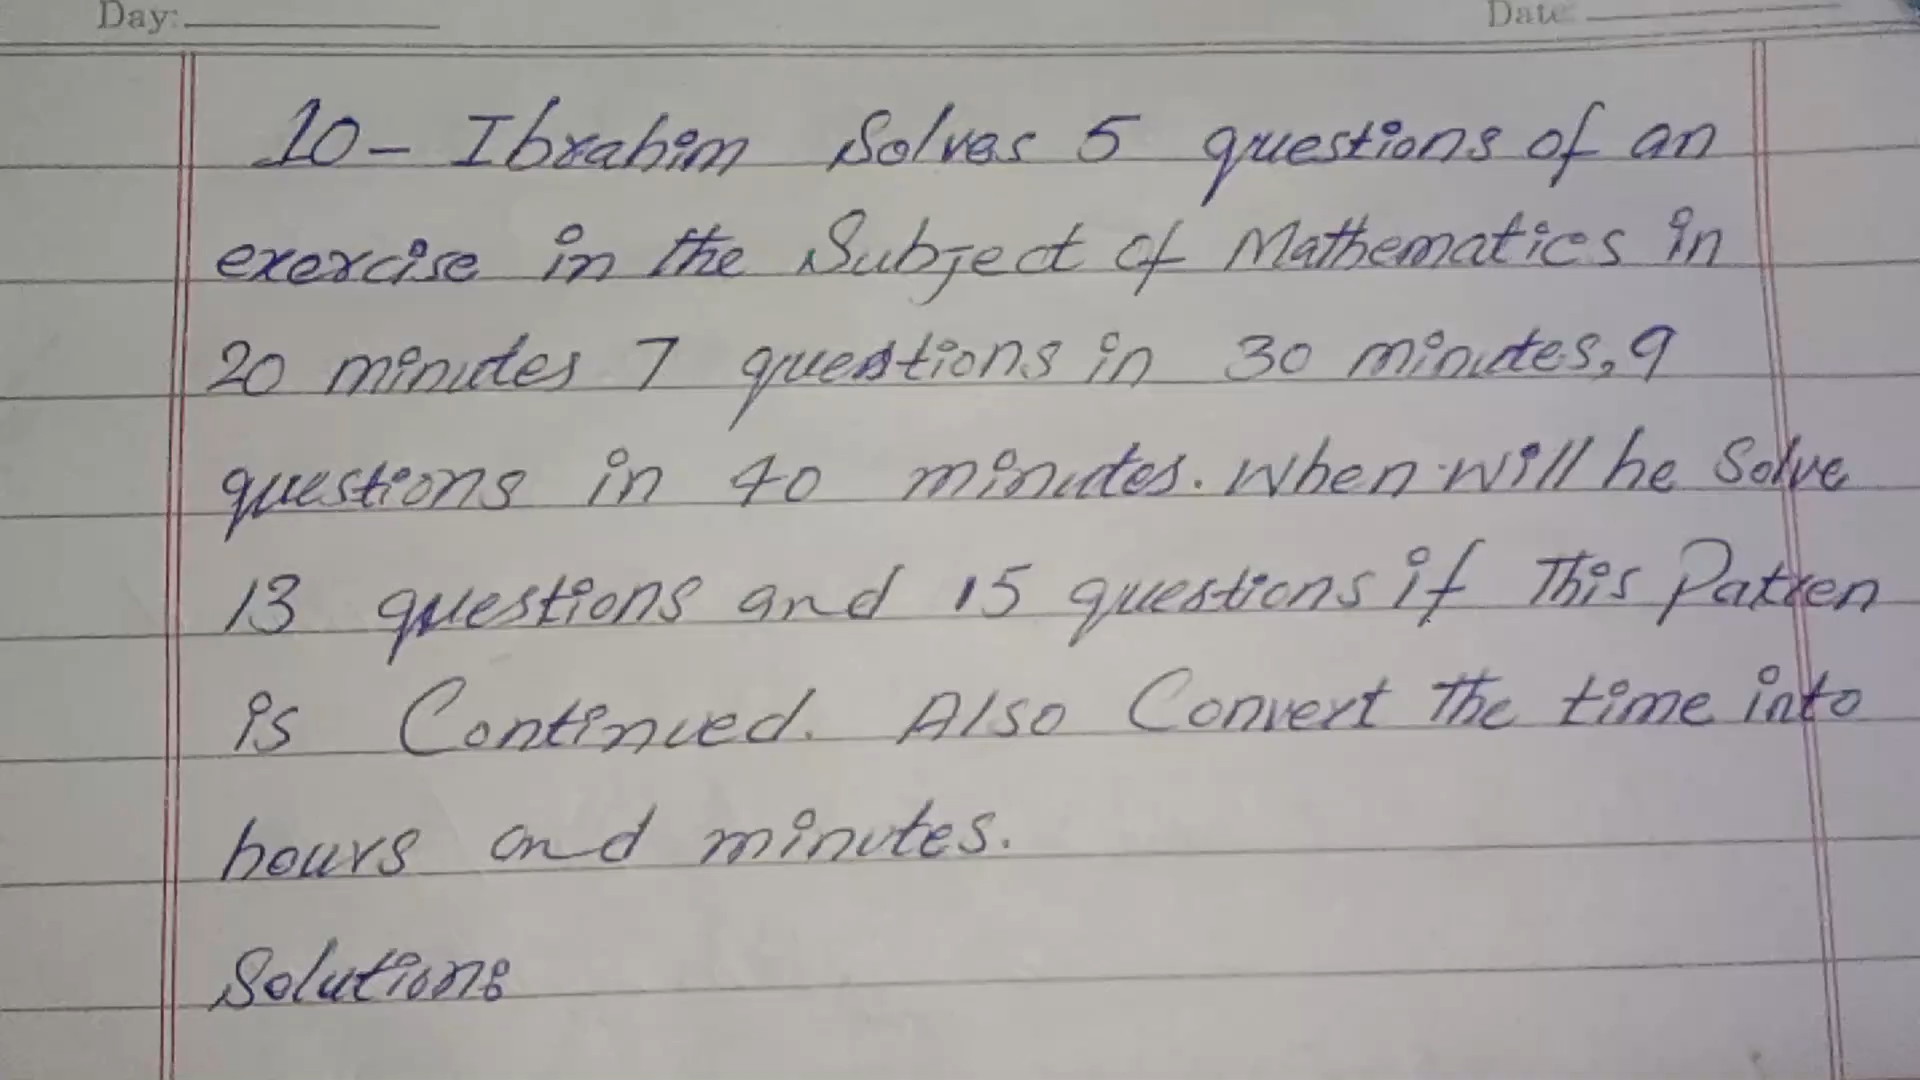 Day:
Date
10- Ibrahim Solves 5 questions of an
exercise in the Subject of Mathematics in
20 minutes 7 questions in 30 minutes, 9
questions in 40 minutes. When will he Solve
13 questions and 15 questions if This Patten
is Continued. Also Convert the time into
hours and minutes.
Solution: